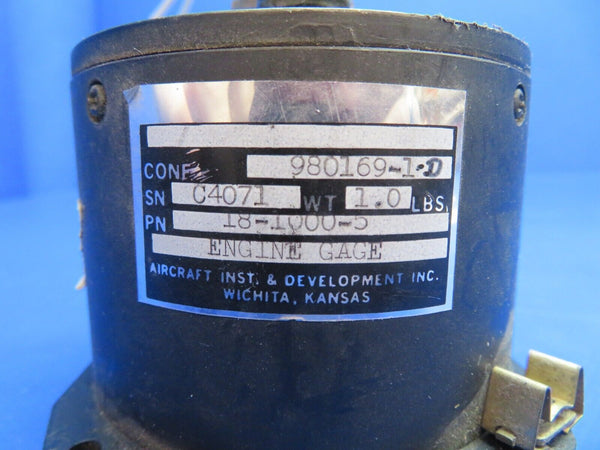 CONF. 980169-1-D
SN C4071 WT 1.0 LBS.
PN 18-1000-5
ENGINE GAGE
AIRCRAFT INST. & DEVELOPMENT INC.
WICHITA, KANSAS